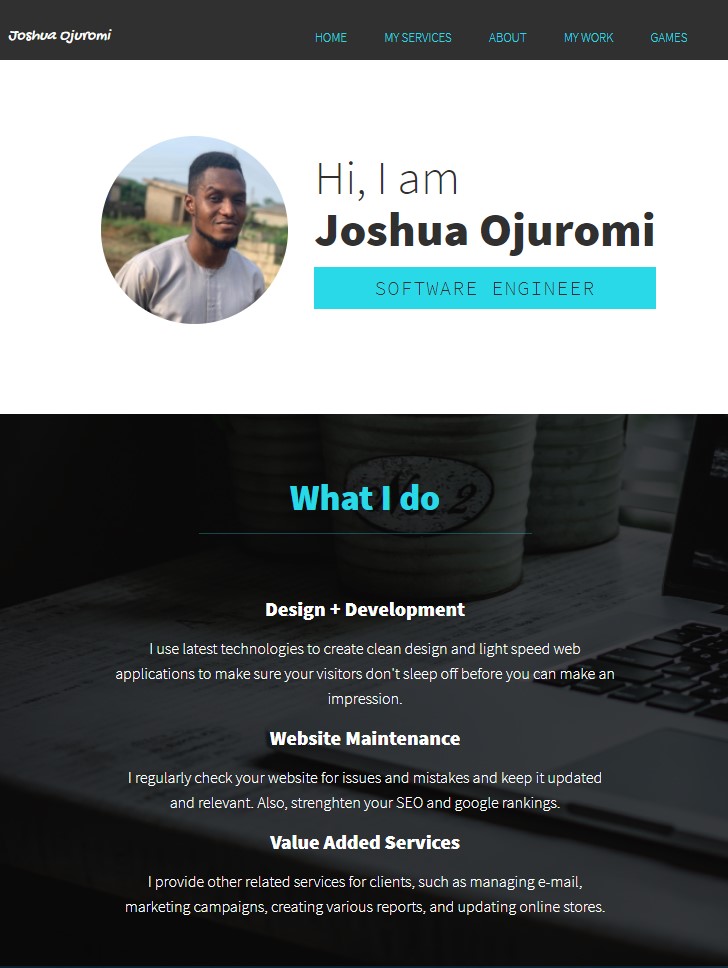 Joshua Ojuromi
HOME MY SERVICES ABOUT MY WORK GAMES
Hi, I am
Joshua Ojuromi
SOFTWARE ENGINEER
What I do
Design + Development
I use latest technologies to create clean design and light speed web
applications to make sure your visitors don't sleep off before you can make an
impression.
Website Maintenance
I regularly check your website for issues and mistakes and keep it updated
and relevant. Also, strenghten your SEO and google rankings.
Value Added Services
I provide other related services for clients, such as managing e-mail,
marketing campaigns, creating various reports, and updating online stores.